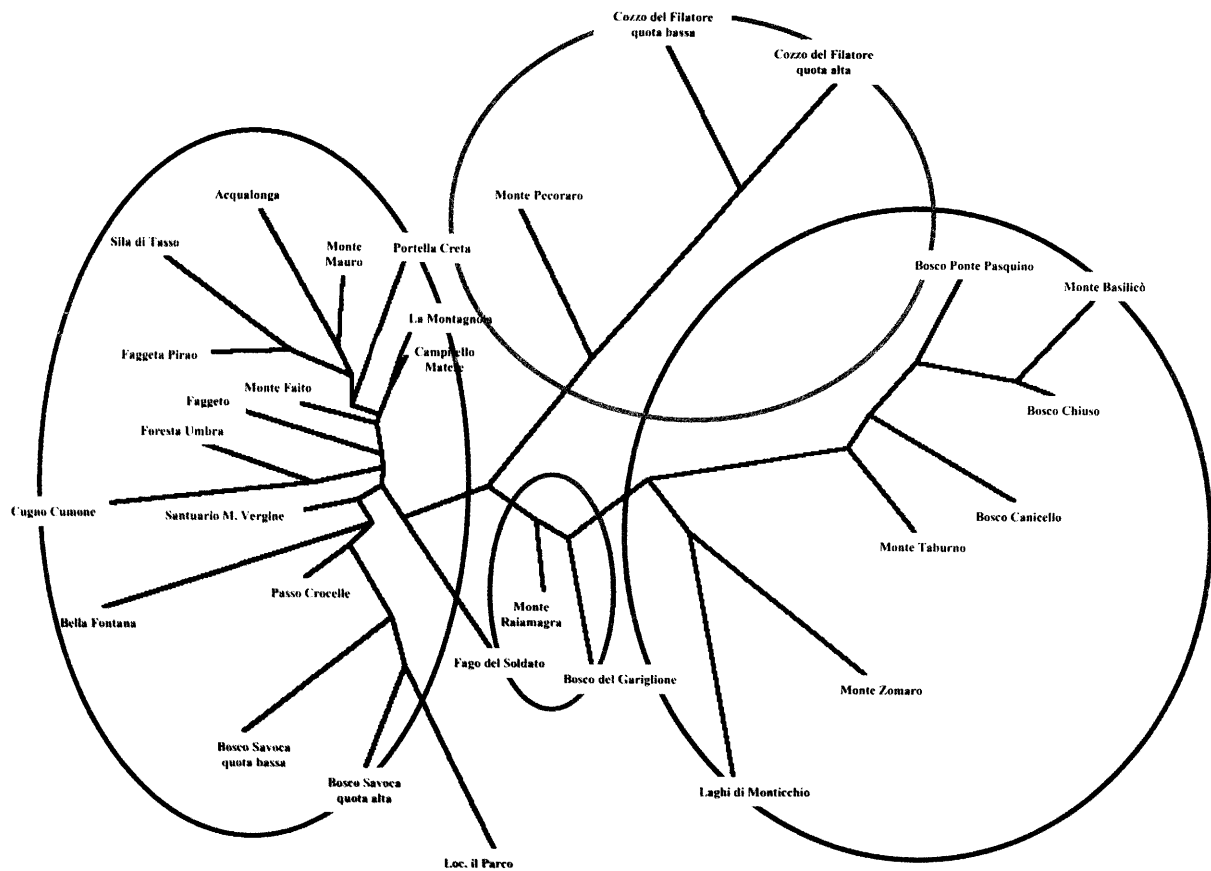 Cozzo del Filatore
quota bassa
Cozzo del Filatore
quota alta
Acqualonga
Monte Pecoraro
Sila di Tasso
Monte
Mauro
Portella Creta
Bosco Ponte Pasquino
Monte Basilicò
La Montagnola
Faggeta Pirao
Campitello
Matese
Monte Faito
Faggeto
Bosco Chiuso
Foresta Umbra
Cugno Cumone
Santuario M. Vergine
Bosco Canicello
Monte Taburno
Passo Crocelle
Monte
Raiamagra
Bella Fontana
Fago del Soldato
Bosco del Gariglione
Monte Zomaro
Bosco Savoca
quota bassa
Bosco Savoca
quota alta
Laghi di Monticchio
Loc. il Parco